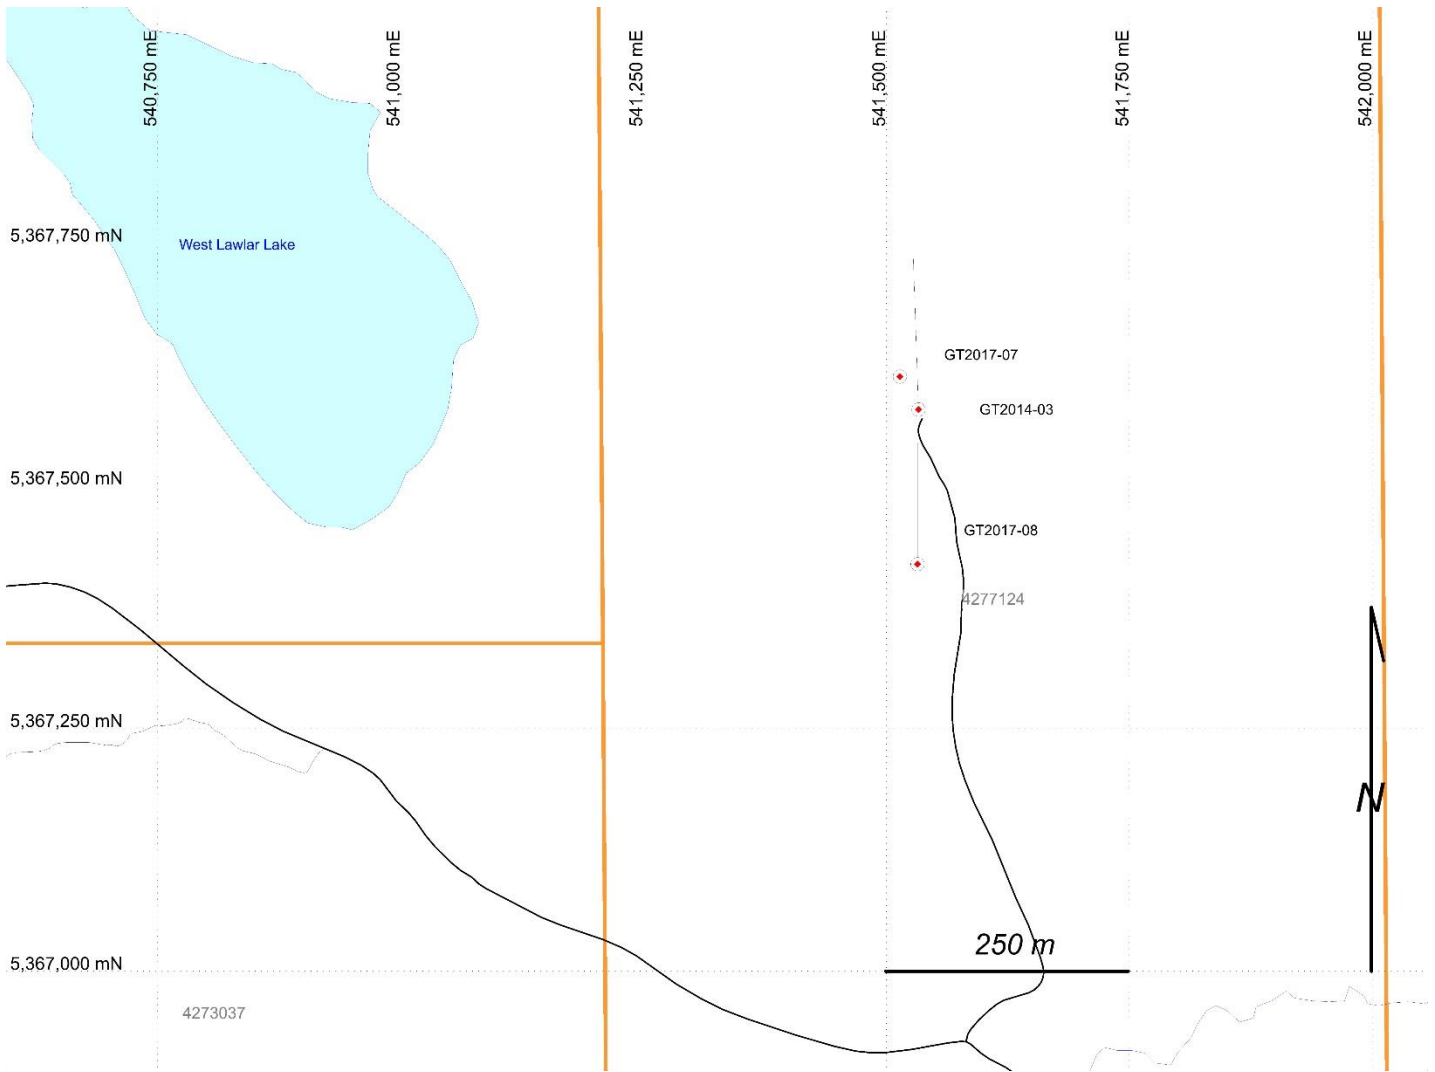 540,750 mE
541,000 mE
541,250 mE
541,500 mE
541,750 mE
542,000 mE
5,367,750 mN
West Lawlar Lake
GT2017-07
GT2014-03
5,367,500 mN
GT2017-08
4277124
5,367,250 mN
N
250 m
5,367,000 mN
4273037